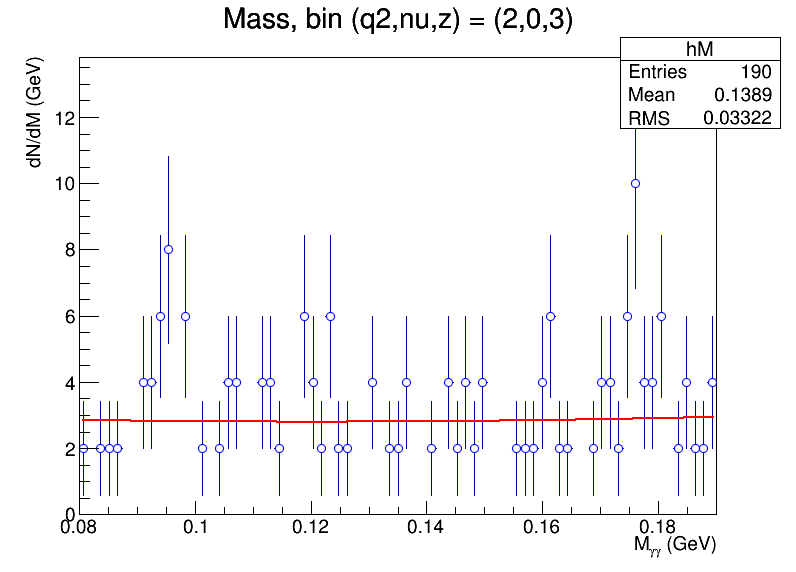 Mass, bin (q2,nu,z) = (2,0,3)
hM
Entries 190
Mean 0.1389
RMS 0.03322
dN/dM (GeV)
12
10
8
6
4
2
0
0.08 0.1 0.12 0.14 0.16 0.18
Mγγ (GeV)